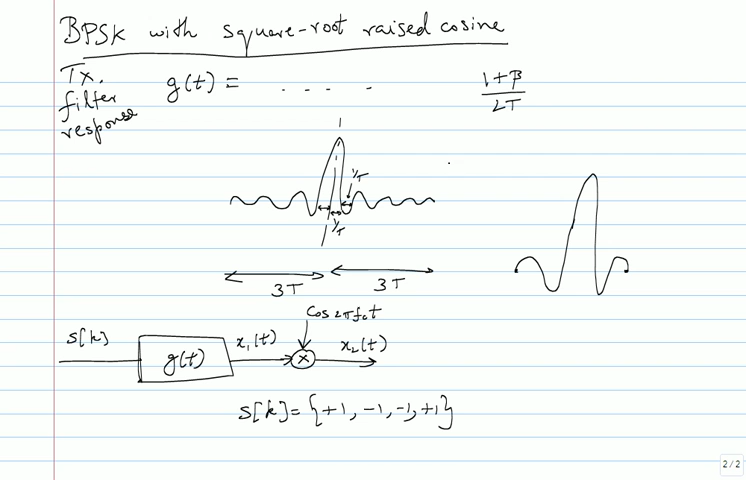 BPSK with square-root raised cosine
Tx. filter response
g(t) = . . . . .
1+β
2T
1/T
1/T
3T 3T
Cos 2πfct
s[k] g(t) x1(t) × x2(t)
s[k] = {+1, -1, -1, +1}
2/2